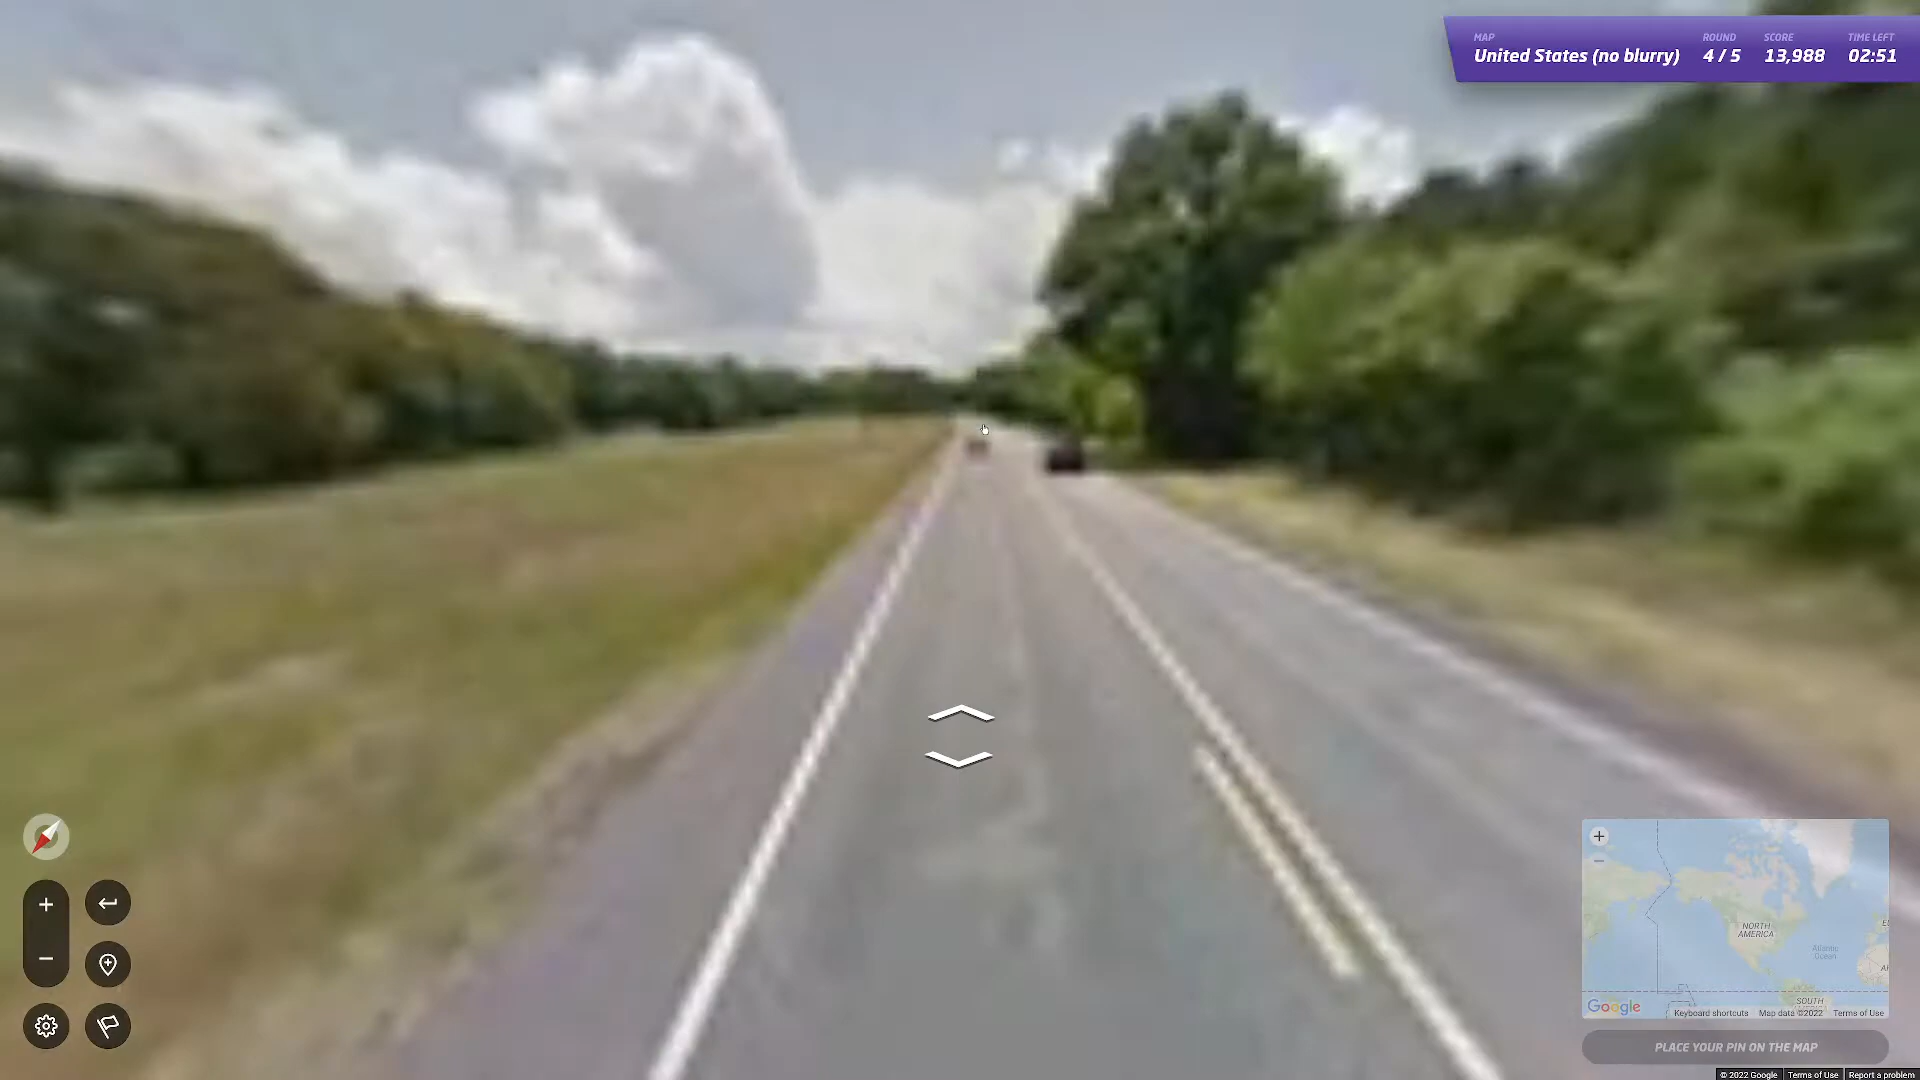 MAP
United States (no blurry)
ROUND
4 / 5
SCORE
13,988
TIME LEFT
02:51
NORTH
AMERICA
Atlantic
Ocean
SOUTH
Google
Keyboard shortcuts
Map data ©2022
Terms of Use
PLACE YOUR PIN ON THE MAP
© 2022 Google
Terms of Use
Report a problem